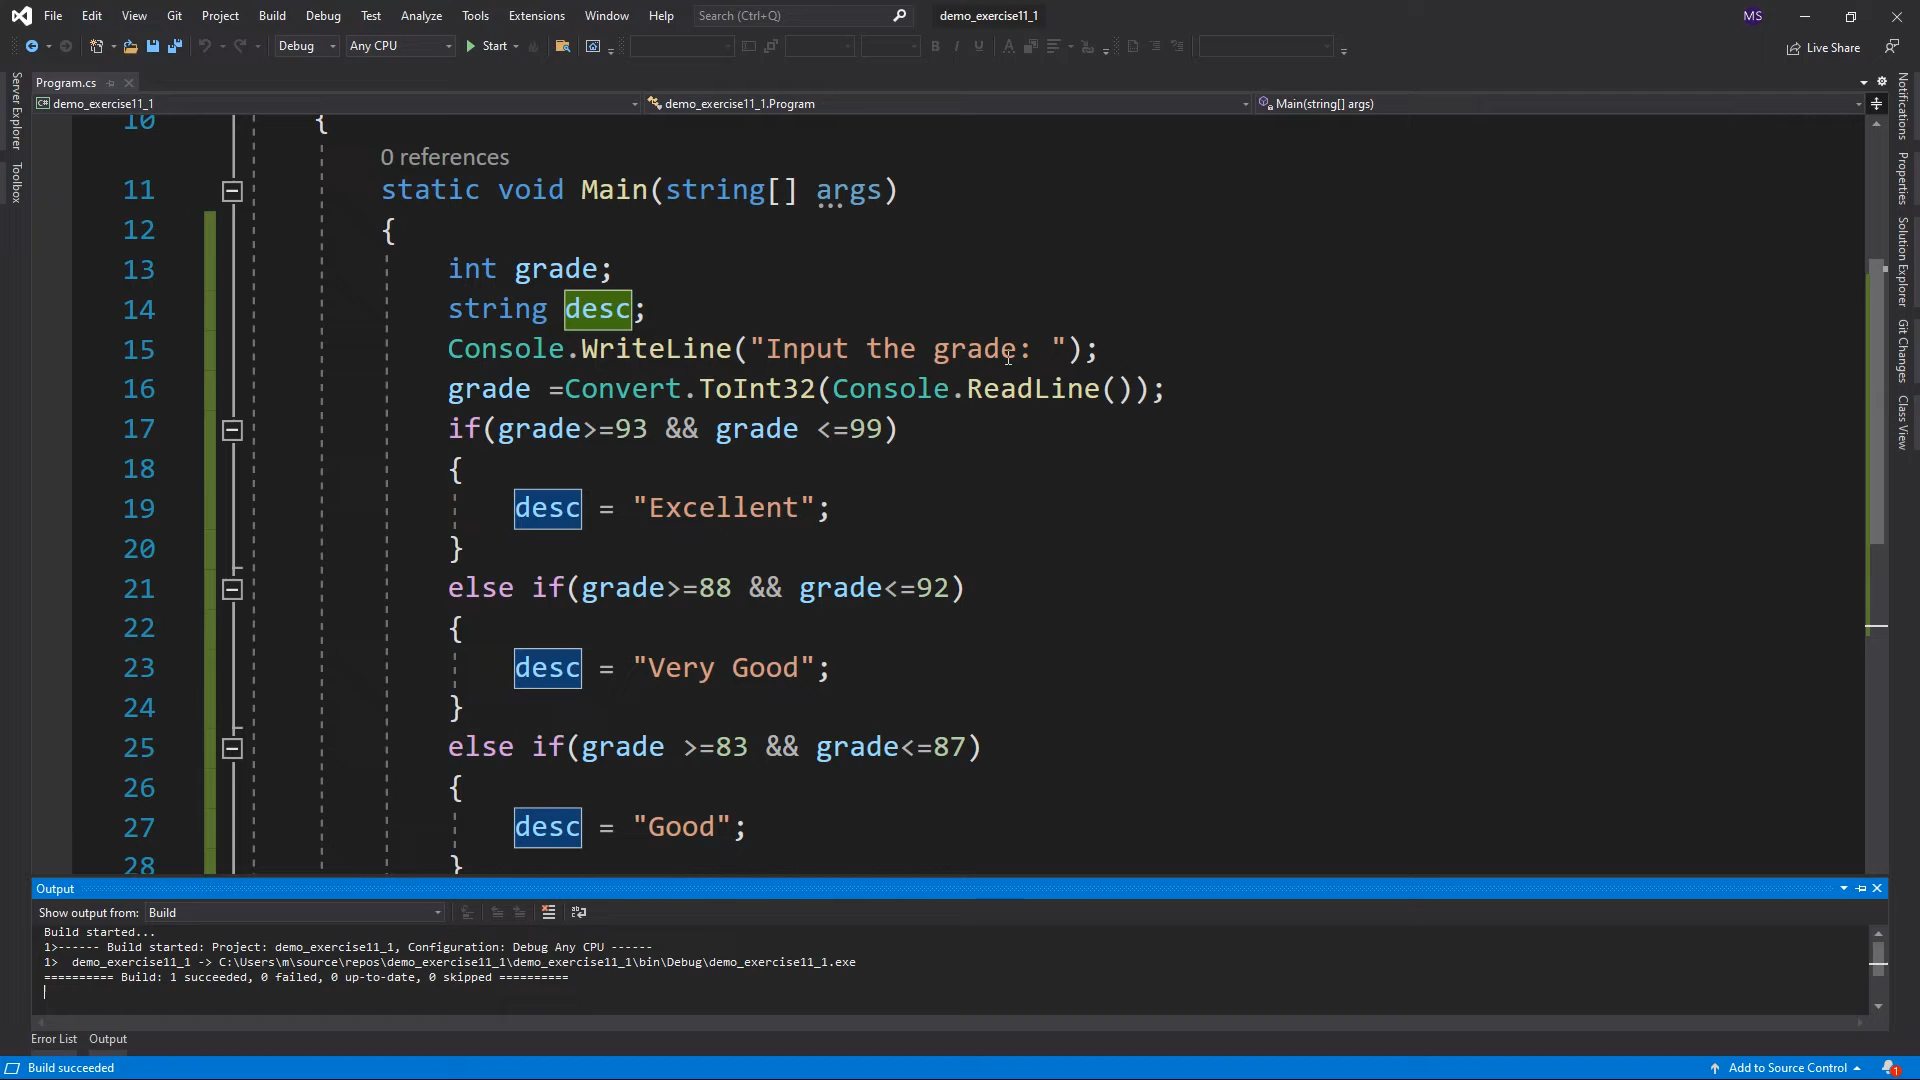 File Edit View Git Project Build Debug Test Analyze Tools Extensions Window Help Search (Ctrl+Q) demo_exercise11_1 MS
Debug Any CPU Start Live Share
Program.cs
demo_exercise11_1 demo_exercise11_1.Program Main(string[] args)
Server Explorer
Toolbox
Notifications
Properties
Solution Explorer
Git Changes
Class View
10 {
0 references
11 static void Main(string[] args)
12 {
13 int grade;
14 string desc;
15 Console.WriteLine("Input the grade: ");
16 grade =Convert.ToInt32(Console.ReadLine());
17 if(grade>=93 && grade <=99)
18 {
19 desc = "Excellent";
20 }
21 else if(grade>=88 && grade<=92)
22 {
23 desc = "Very Good";
24 }
25 else if(grade >=83 && grade<=87)
26 {
27 desc = "Good";
28 }
Output
Show output from: Build
Build started...
1>------ Build started: Project: demo_exercise11_1, Configuration: Debug Any CPU ------
1>  demo_exercise11_1 -> C:\Users\m\source\repos\demo_exercise11_1\demo_exercise11_1\bin\Debug\demo_exercise11_1.exe
========== Build: 1 succeeded, 0 failed, 0 up-to-date, 0 skipped ==========
Error List Output
Build succeeded Add to Source Control 1